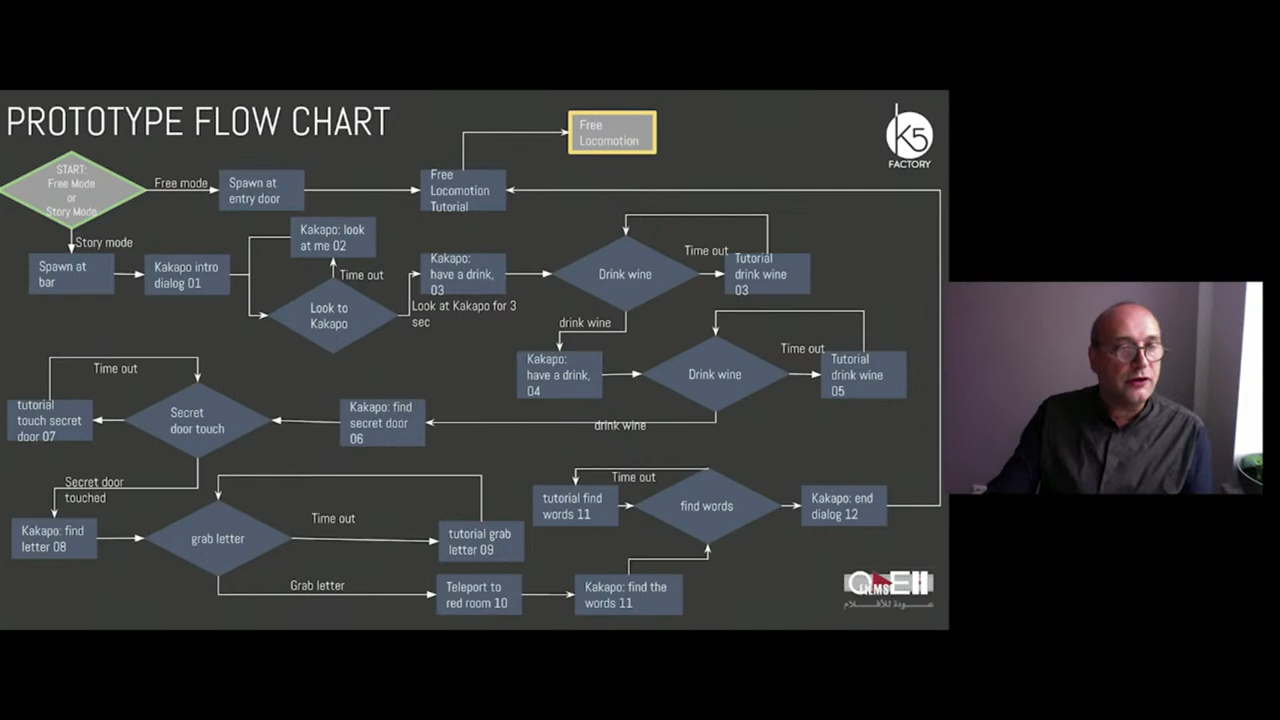 PROTOTYPE FLOW CHART
K5
FACTORY
Free
Locomotion
START:
Free Mode
or
Story Mode
Free mode
Spawn at
entry door
Free
Locomotion
Tutorial
Story mode
Spawn at
bar
Kakapo intro
dialog 01
Kakapo: look
at me 02
Time out
Look to
Kakapo
Kakapo:
have a drink,
03
Look at Kakapo for 3
sec
Drink wine
Time out
Tutorial
drink wine
03
drink wine
Kakapo:
have a drink,
04
Drink wine
Time out
Tutorial
drink wine
05
drink wine
Kakapo: find
secret door
06
Secret
door touch
Time out
tutorial
touch secret
door 07
Secret door
touched
Kakapo: find
letter 08
grab letter
Time out
tutorial grab
letter 09
Grab letter
Teleport to
red room 10
Kakapo: find the
words 11
Time out
tutorial find
words 11
find words
Kakapo: end
dialog 12
FILMS
عودة للأفلام